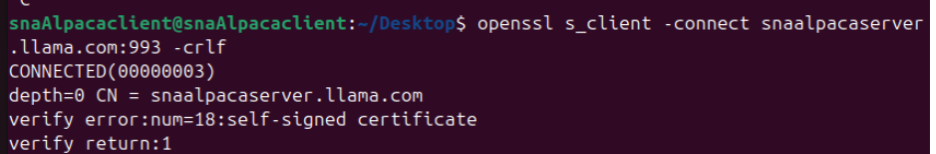 snaAlpacaclient@snaAlpacaclient:~/Desktop$ openssl s_client -connect snaalpacaserver
.llama.com:993 -crlf
CONNECTED(00000003)
depth=0 CN = snaalpacaserver.llama.com
verify error:num=18:self-signed certificate
verify return:1